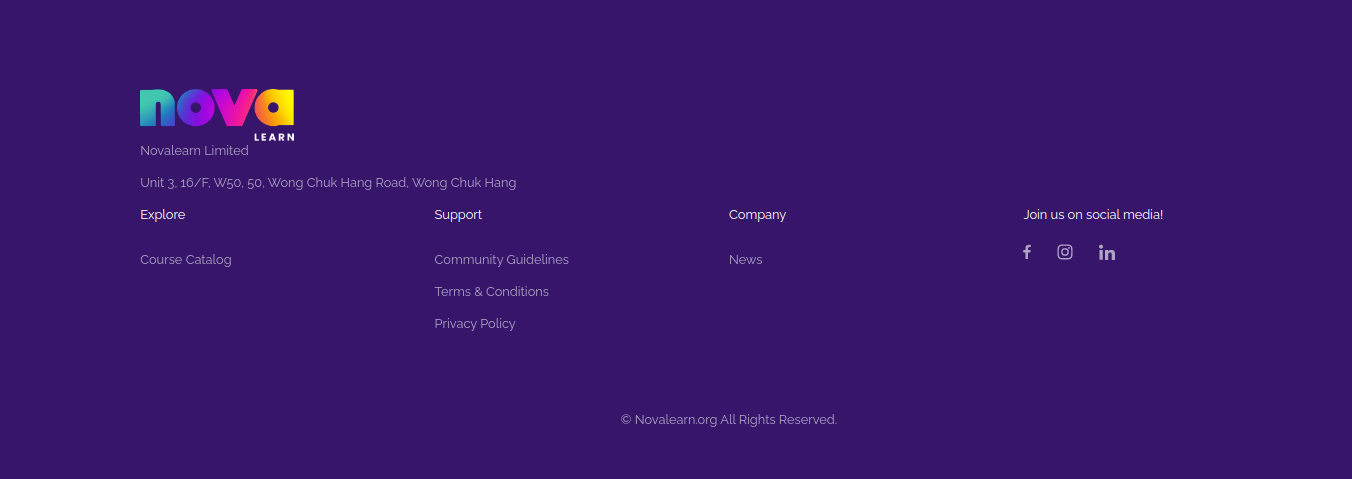 nova
LEARN
Novalearn Limited
Unit 3, 16/F, W50, 50, Wong Chuk Hang Road, Wong Chuk Hang
Explore
Course Catalog
Support
Community Guidelines
Terms & Conditions
Privacy Policy
Company
News
Join us on social media!
© Novalearn.org All Rights Reserved.